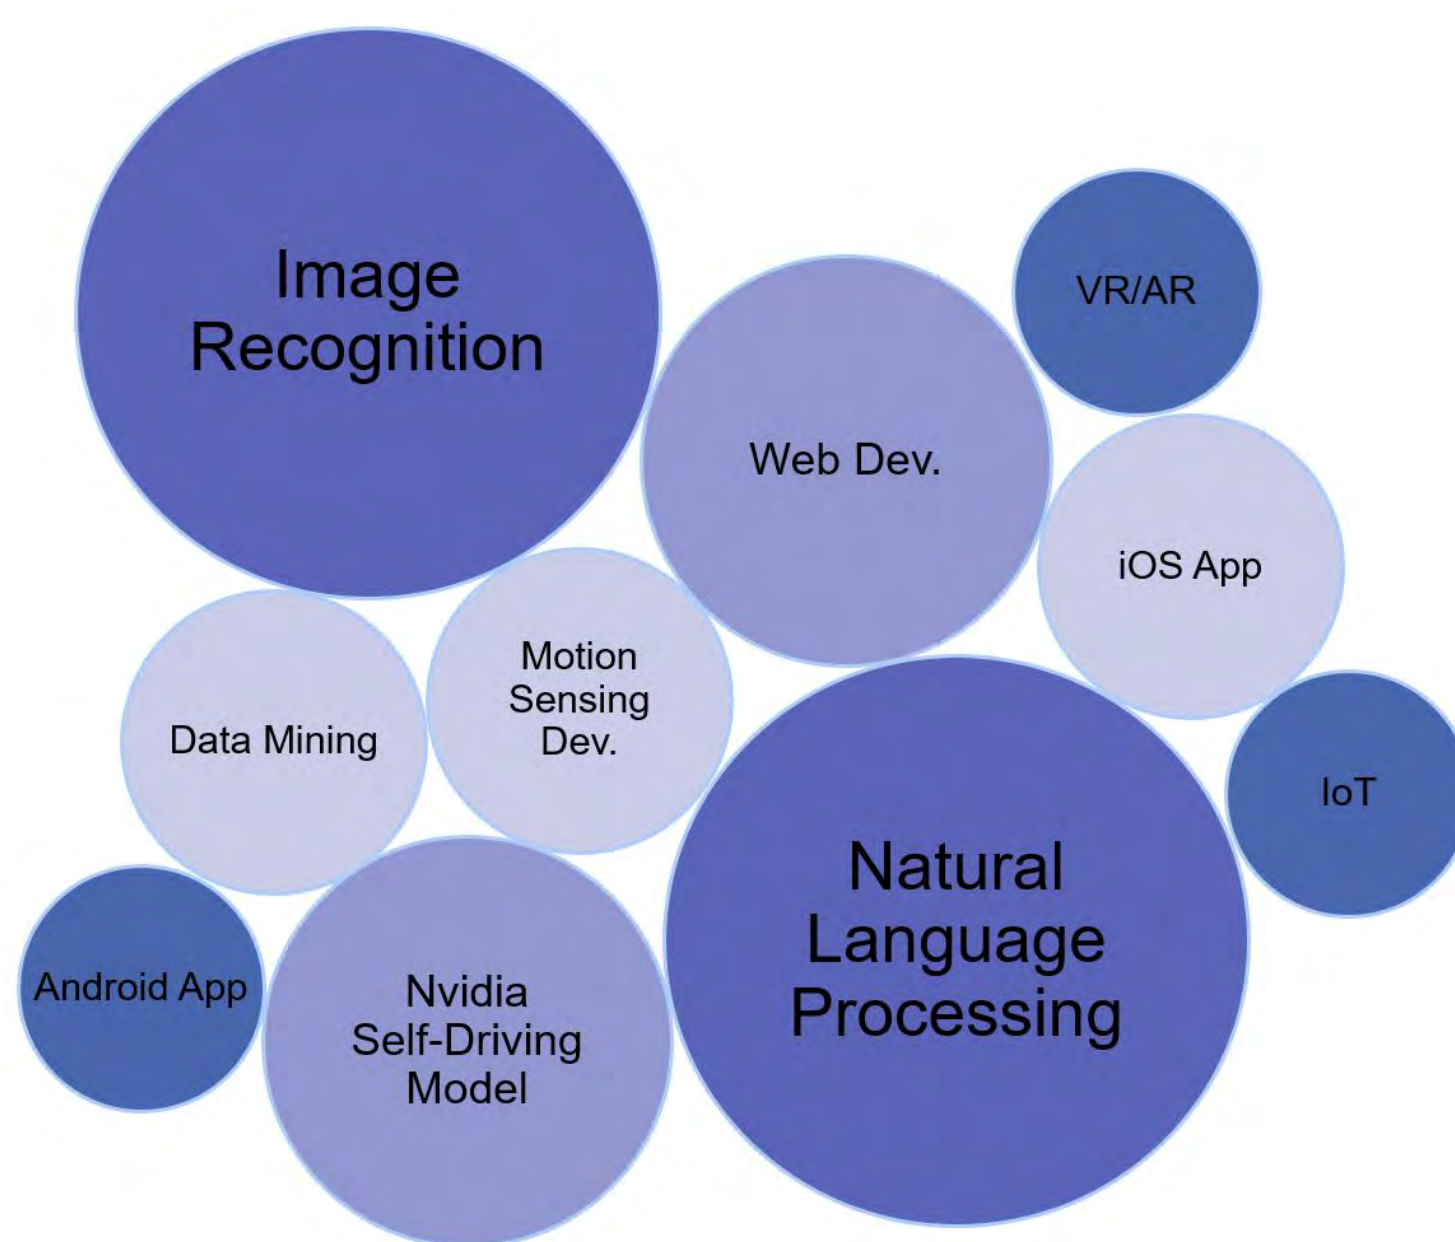 Image
Recognition
VR/AR
Web Dev.
iOS App
Motion
Sensing
Dev.
Data Mining
IoT
Natural
Language
Processing
Android App
Nvidia
Self-Driving
Model